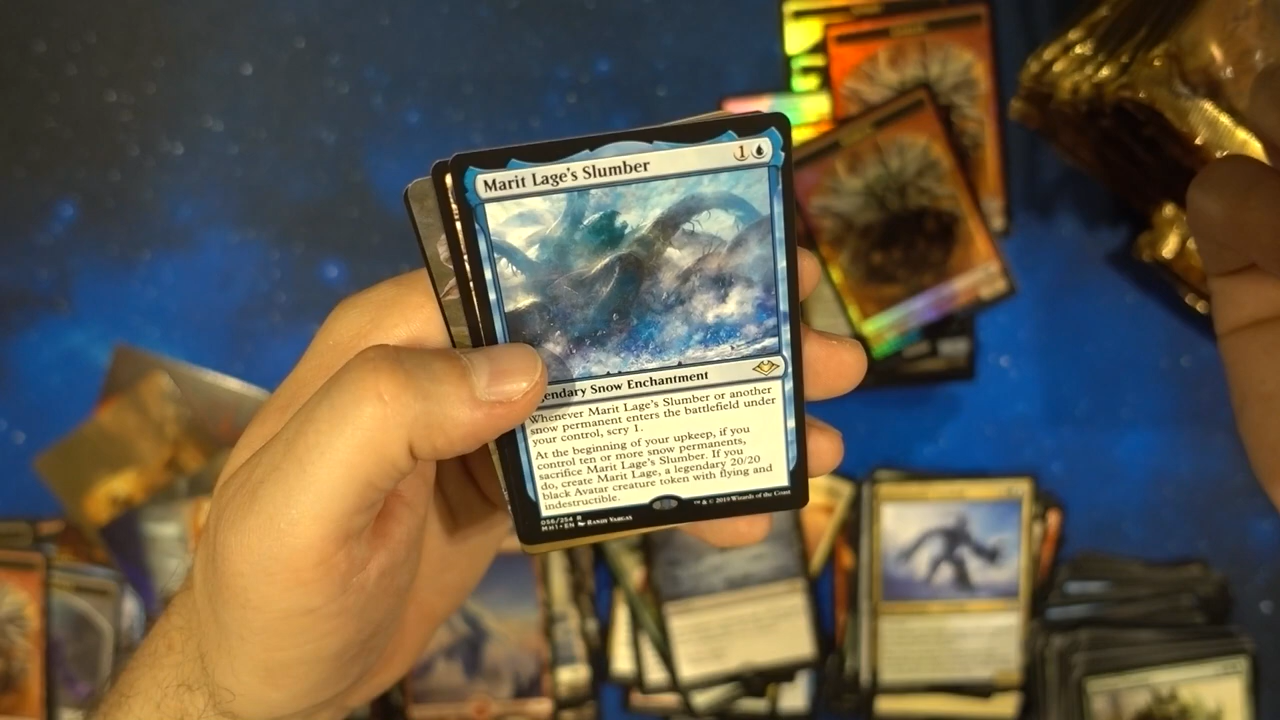 Marit Lage's Slumber 1
endary Snow Enchantment
Whenever Marit Lage's Slumber or another
snow permanent enters the battlefield under
your control, scry 1.
At the beginning of your upkeep, if you
control ten or more snow permanents,
sacrifice Marit Lage's Slumber. If you
do, create Marit Lage, a legendary 20/20
black Avatar creature token with flying and
indestructible.
056/254 R
MH1 • EN Randy Vargas
™ & © 2019 Wizards of the Coast